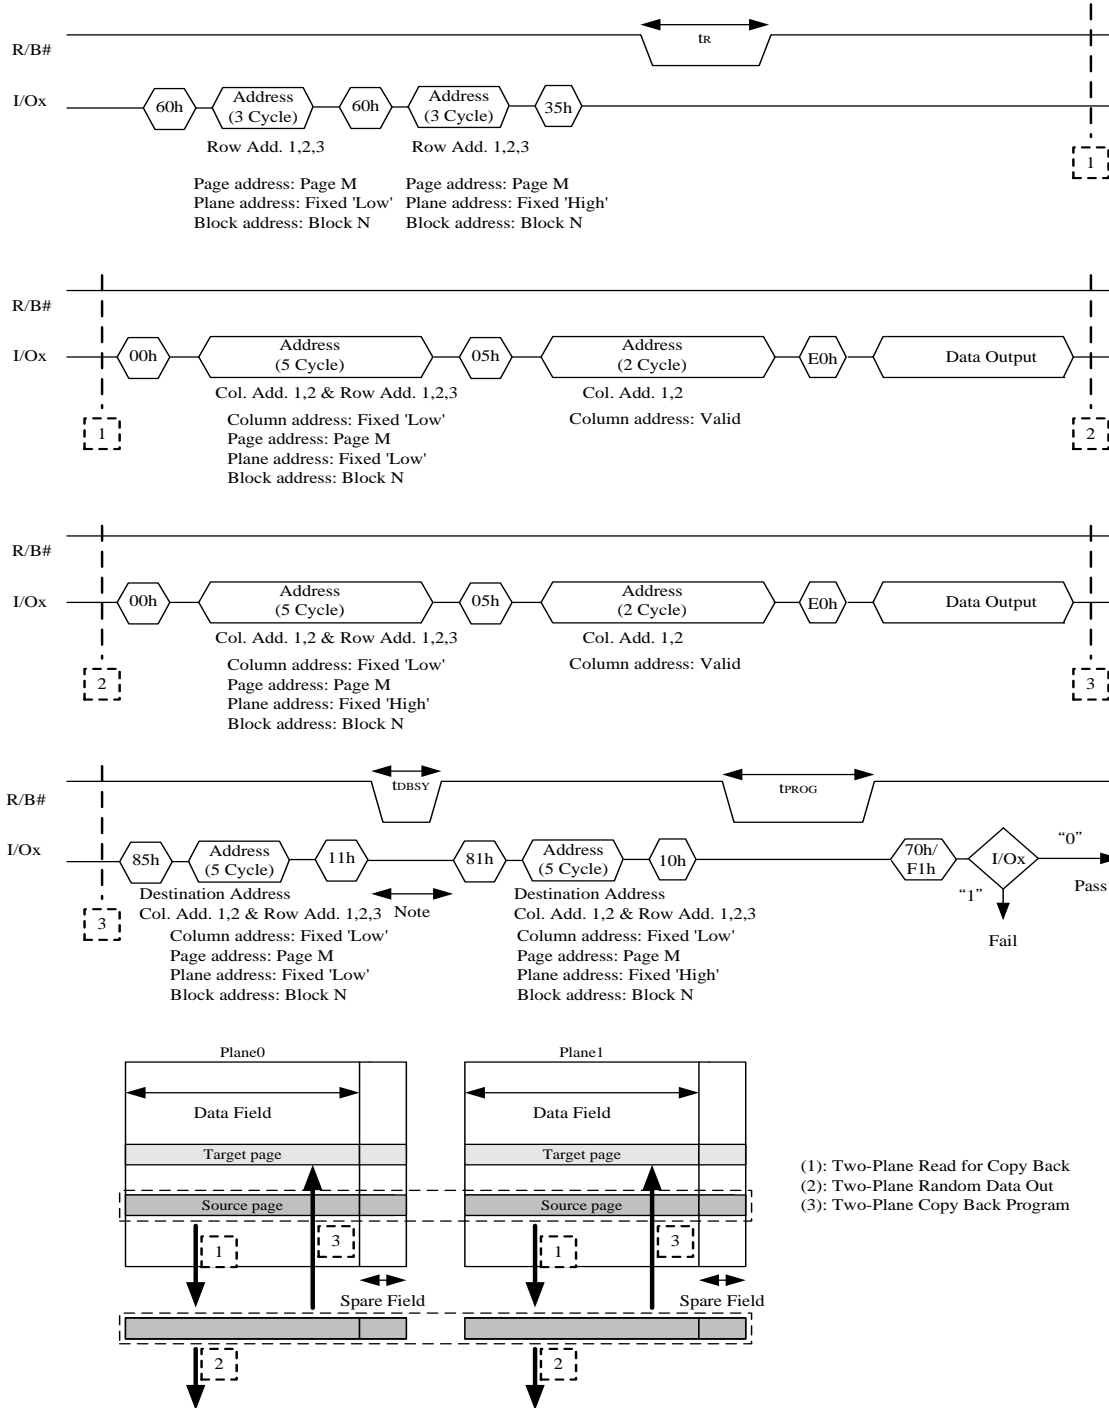 R/B#
tR
I/Ox
60h
Address
(3 Cycle)
60h
Address
(3 Cycle)
35h
Row Add. 1,2,3
Row Add. 1,2,3
1
Page address: Page M
Plane address: Fixed 'Low'
Block address: Block N
Page address: Page M
Plane address: Fixed 'High'
Block address: Block N
R/B#
I/Ox
00h
Address
(5 Cycle)
05h
Address
(2 Cycle)
E0h
Data Output
Col. Add. 1,2 & Row Add. 1,2,3
Col. Add. 1,2
Column address: Fixed 'Low'
Page address: Page M
Plane address: Fixed 'Low'
Block address: Block N
Column address: Valid
1
2
R/B#
I/Ox
00h
Address
(5 Cycle)
05h
Address
(2 Cycle)
E0h
Data Output
Col. Add. 1,2 & Row Add. 1,2,3
Col. Add. 1,2
Column address: Fixed 'Low'
Page address: Page M
Plane address: Fixed 'High'
Block address: Block N
Column address: Valid
2
3
R/B#
tDBSY
tPROG
I/Ox
85h
Address
(5 Cycle)
11h
81h
Address
(5 Cycle)
10h
70h/
F1h
I/Ox
"0"
Pass
"1"
Fail
Destination Address
Col. Add. 1,2 & Row Add. 1,2,3
Column address: Fixed 'Low'
Page address: Page M
Plane address: Fixed 'Low'
Block address: Block N
Note
Destination Address
Col. Add. 1,2 & Row Add. 1,2,3
Column address: Fixed 'Low'
Page address: Page M
Plane address: Fixed 'High'
Block address: Block N
3
Plane0
Plane1
Data Field
Data Field
Target page
Target page
Source page
Source page
1
3
1
3
Spare Field
Spare Field
2
2
(1): Two-Plane Read for Copy Back
(2): Two-Plane Random Data Out
(3): Two-Plane Copy Back Program